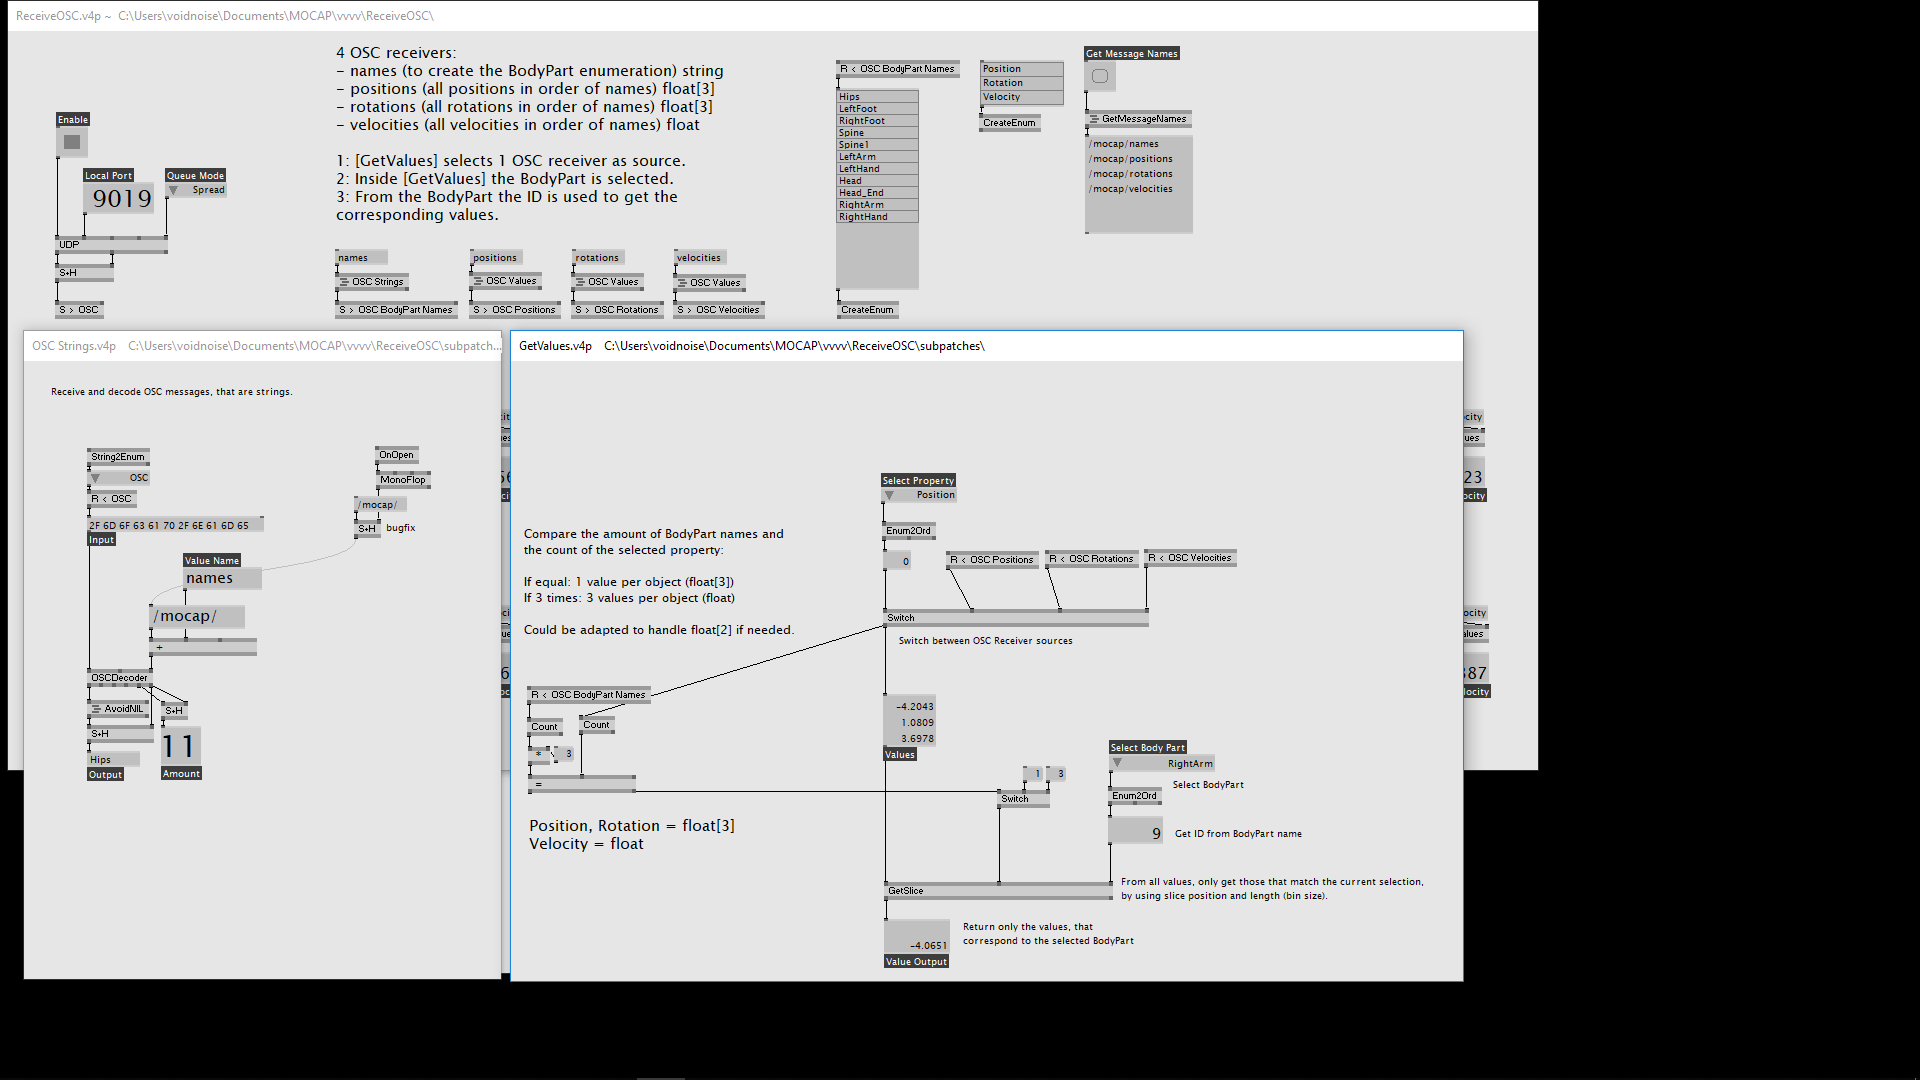 ReceiveOSC.v4p ~  C:\Users\voidnoise\Documents\MOCAP\vvvv\ReceiveOSC\
4 OSC receivers:
- names (to create the BodyPart enumeration) string
- positions (all positions in order of names) float[3]
- rotations (all rotations in order of names) float[3]
- velocities (all velocities in order of names) float
1: [GetValues] selects 1 OSC receiver as source.
2: Inside [GetValues] the BodyPart is selected.
3: From the BodyPart the ID is used to get the
corresponding values.
Enable
Local Port
9019
Queue Mode
Spread
UDP
S+H
S > OSC
names
OSC Strings
S > OSC BodyPart Names
positions
OSC Values
S > OSC Positions
rotations
OSC Values
S > OSC Rotations
velocities
OSC Values
S > OSC Velocities
R < OSC BodyPart Names
Hips
LeftFoot
RightFoot
Spine
Spine1
LeftArm
LeftHand
Head
Head_End
RightArm
RightHand
CreateEnum
Position
Rotation
Velocity
CreateEnum
Get Message Names
GetMessageNames
/mocap/names
/mocap/positions
/mocap/rotations
/mocap/velocities
OSC Strings.v4p    C:\Users\voidnoise\Documents\MOCAP\vvvv\ReceiveOSC\subpatch...
Receive and decode OSC messages, that are strings.
String2Enum
OSC
R < OSC
2F 6D 6F 63 61 70 2F 6E 61 6D 65
Input
OnOpen
MonoFlop
/mocap/
S+H
bugfix
Value Name
names
/mocap/
+
OSCDecoder
AvoidNIL
S+H
S+H
Hips
Output
11
Amount
GetValues.v4p    C:\Users\voidnoise\Documents\MOCAP\vvvv\ReceiveOSC\subpatches\
Compare the amount of BodyPart names and
the count of the selected property:
If equal: 1 value per object (float[3])
If 3 times: 3 values per object (float)
Could be adapted to handle float[2] if needed.
Select Property
Position
Enum2Ord
0
R < OSC Positions
R < OSC Rotations
R < OSC Velocities
Switch
Switch between OSC Receiver sources
R < OSC BodyPart Names
Count
Count
*
3
=
Position, Rotation = float[3]
Velocity = float
-4.2043
1.0809
3.6978
Values
1
3
Switch
Select Body Part
RightArm
Select BodyPart
Enum2Ord
9
Get ID from BodyPart name
GetSlice
From all values, only get those that match the current selection,
by using slice position and length (bin size).
-4.0651
Value Output
Return only the values, that
correspond to the selected BodyPart